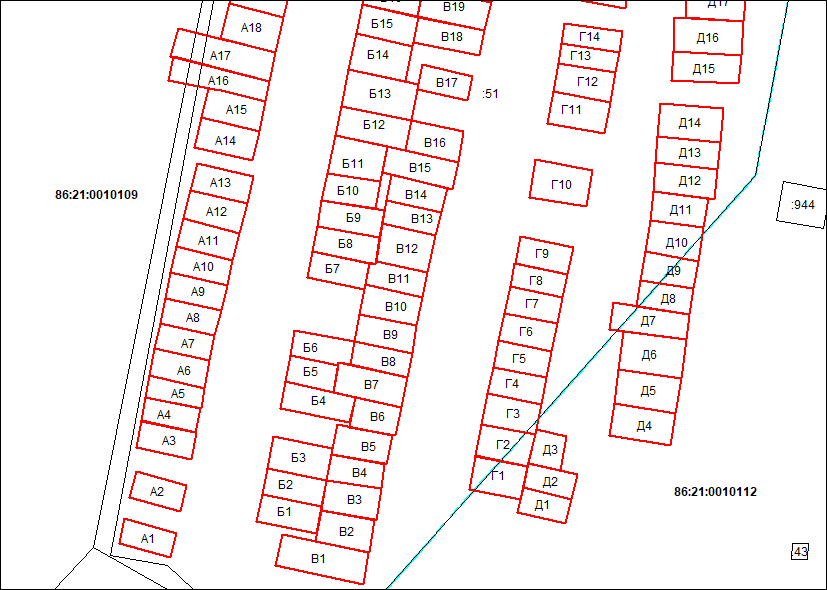 В19
Д17
А18
Б15
В18
Г14
Д16
А17
Б14
Г13
Д15
А16
Б13
В17
:51
Г12
А15
Г11
Д14
А14
Б12
В16
Д13
Б11
В15
Д12
А13
Б10
В14
Г10
86:21:0010109
:944
А12
Б9
В13
Д11
А11
Б8
В12
Д10
А10
Б7
Г9
Д9
А9
В11
Г8
Д8
А8
В10
Г7
Д7
А7
Б6
В9
Г6
Д6
А6
Б5
В8
Г5
А5
В7
Г4
Д5
А4
Б4
В6
Г3
Д4
А3
Б3
В5
Г2
Д3
А2
Б2
В4
Г1
Д2
86:21:0010112
Б1
В3
Д1
А1
В2
В1
:43